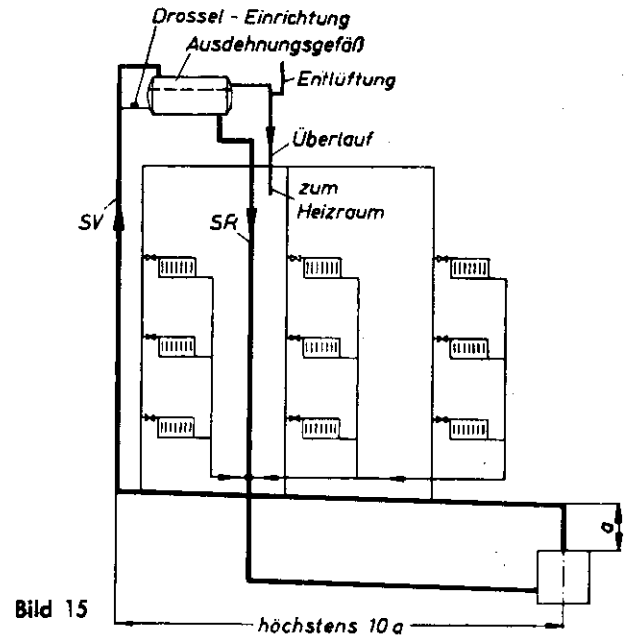 Drossel - Einrichtung
Ausdehnungsgefäß
Entlüftung
Überlauf
zum
Heizraum
SV
SR
a
Bild 15
höchstens 10 a